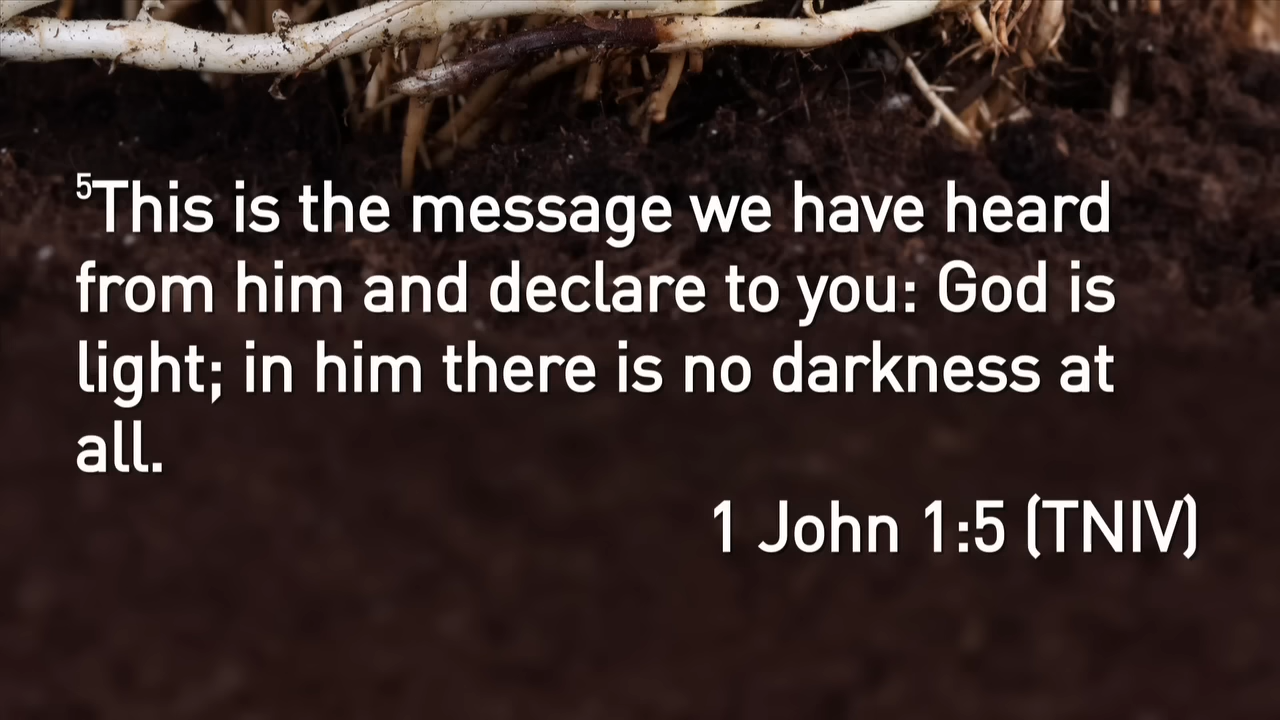 5This is the message we have heard
from him and declare to you: God is
light; in him there is no darkness at
all.
1 John 1:5 (TNIV)